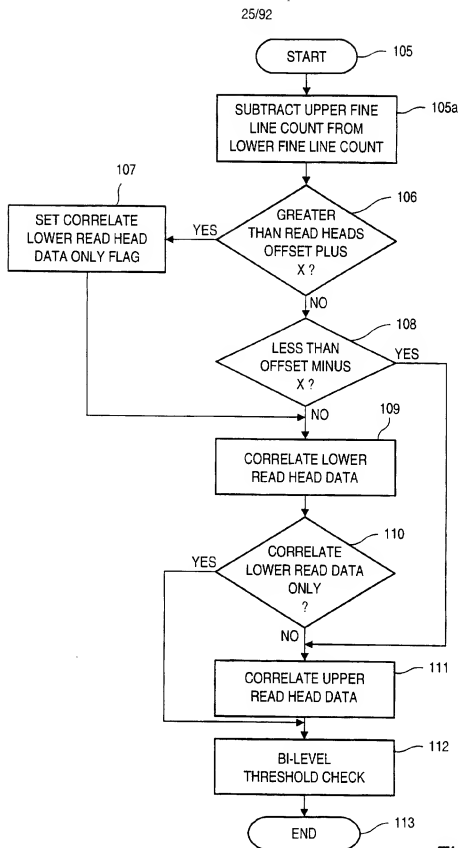 25/92
START
105
SUBTRACT UPPER FINE
LINE COUNT FROM
LOWER FINE LINE COUNT
105a
107
SET CORRELATE
LOWER READ HEAD
DATA ONLY FLAG
YES
GREATER
THAN READ HEADS
OFFSET PLUS
X ?
106
NO
LESS THAN
OFFSET MINUS
X ?
108
YES
NO
109
CORRELATE LOWER
READ HEAD DATA
YES
CORRELATE
LOWER READ DATA
ONLY
?
110
NO
CORRELATE UPPER
READ HEAD DATA
111
BI-LEVEL
THRESHOLD CHECK
112
END
113